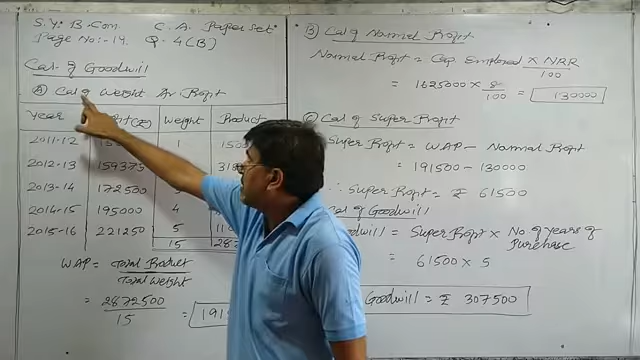 S.Y. B.Com. C.A. Paper Set
Page No:-14. Q-4(B)
Cal. of Goodwill
(A) Cal of Weight Av. Profit
Year (₹) Weight Product
2011-12 1
2012-13 159375
2013-14 172500
2014-15 195000 4
2015-16 221250 5
15
WAP = Total Product
Total Weight
= 2872500
15
=
(B) Cal of Normal Profit
Normal Profit = Cap Employed × NRR
100
= 1625000 × 8
100
= 130000
(C) Cal of Super Profit
Super Profit = WAP - Normal Profit
= 191500 - 130000
∴ Super Profit = ₹ 61500
Cal of Goodwill
= Super Profit × No. of years of
Purchase
= 61500 × 5
Goodwill = ₹ 307500